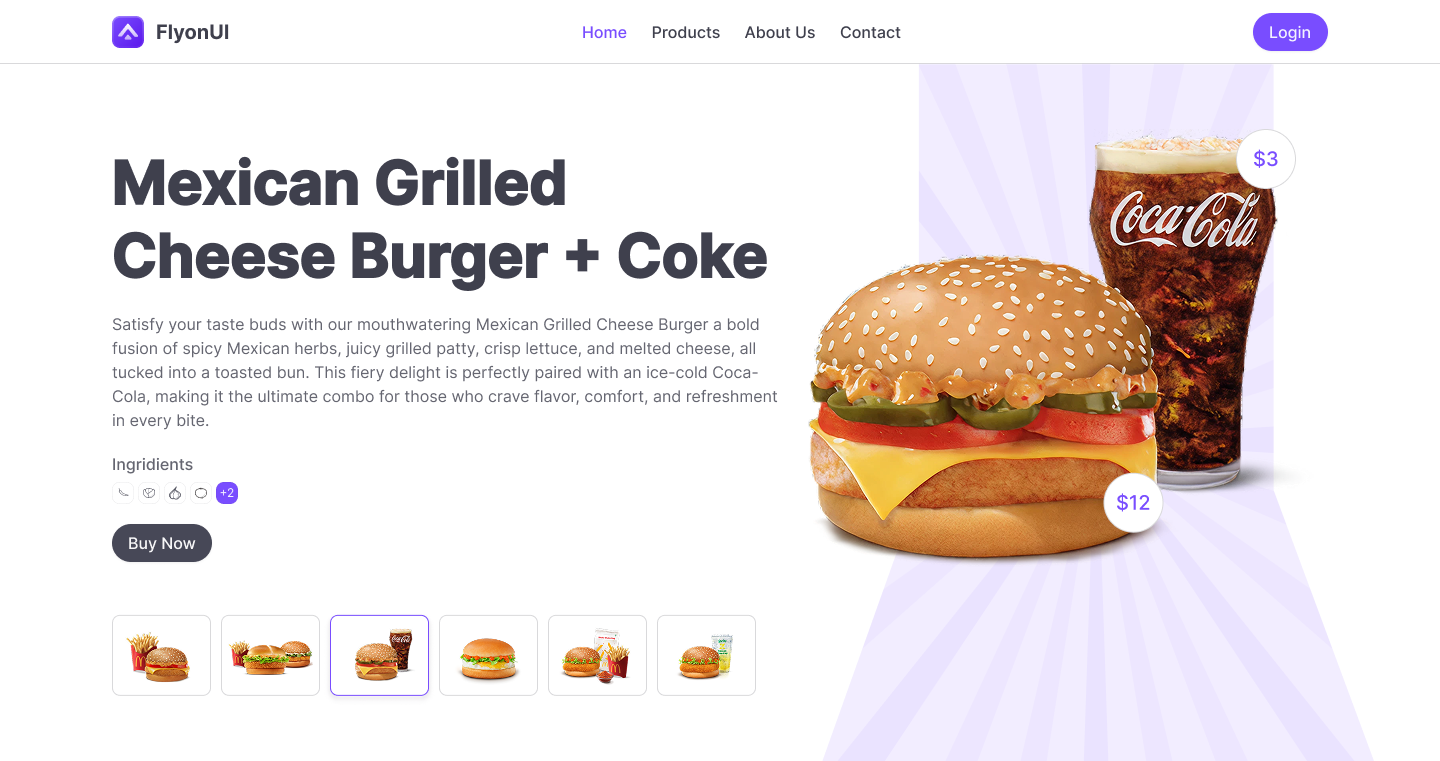 FlyonUI
Home Products About Us Contact
Login
Mexican Grilled
Cheese Burger + Coke
Satisfy your taste buds with our mouthwatering Mexican Grilled Cheese Burger a bold
fusion of spicy Mexican herbs, juicy grilled patty, crisp lettuce, and melted cheese, all
tucked into a toasted bun. This fiery delight is perfectly paired with an ice-cold Coca-
Cola, making it the ultimate combo for those who crave flavor, comfort, and refreshment
in every bite.
Ingridients
+2
Buy Now
$3
Coca-Cola
$12
Coca-Cola